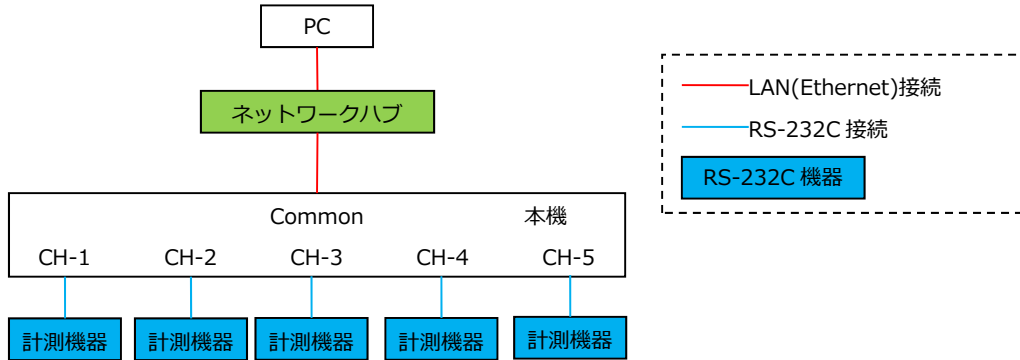 PC
ネットワークハブ
LAN(Ethernet)接続
RS-232C 接続
RS-232C 機器
Common 本機
CH-1 CH-2 CH-3 CH-4 CH-5
計測機器 計測機器 計測機器 計測機器 計測機器